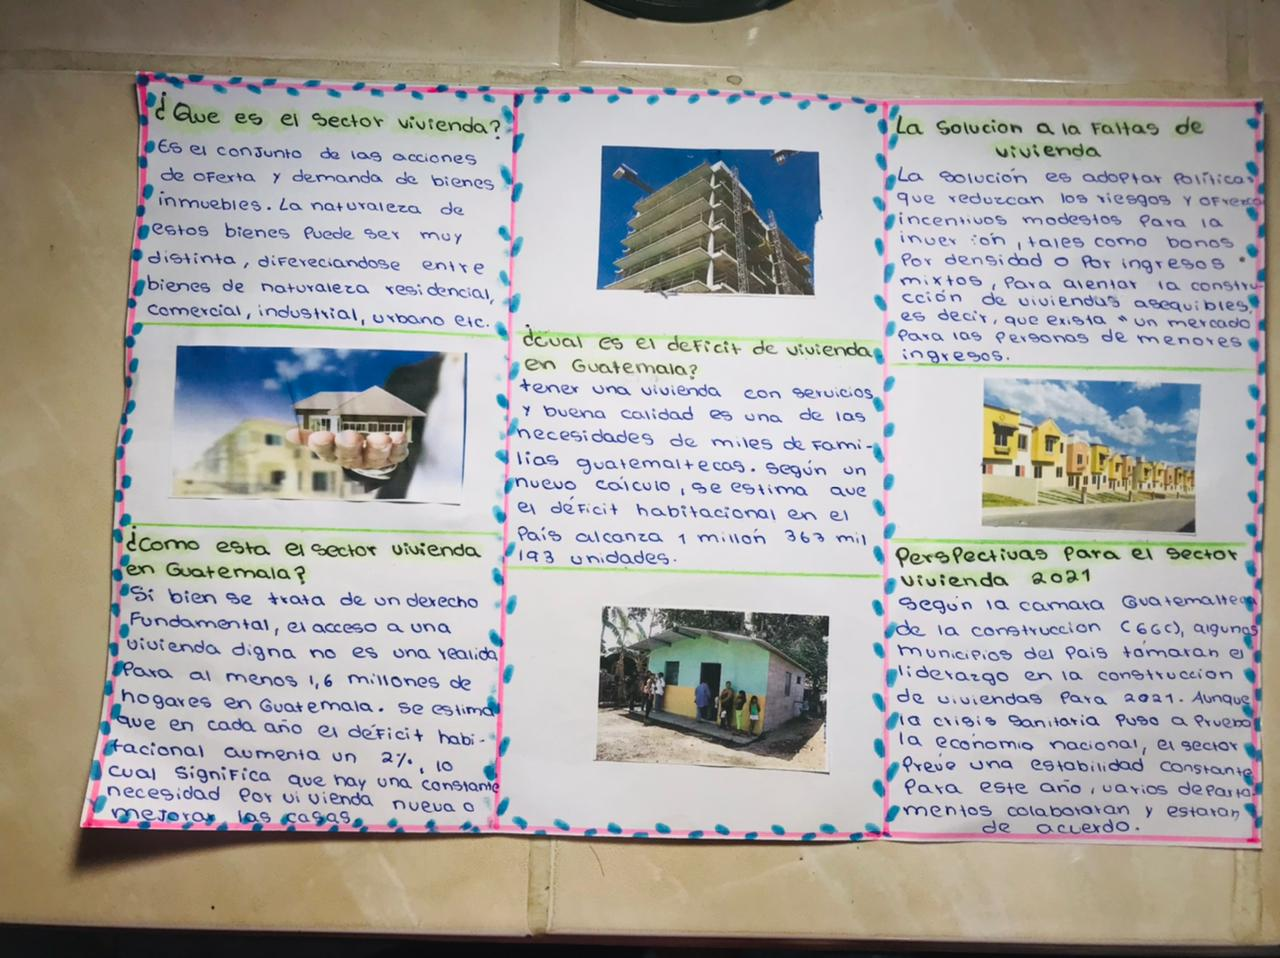 ¿Que es el sector vivienda?
Es el conjunto de las acciones
de oferta y demanda de bienes
inmuebles. La naturaleza de
estos bienes puede ser muy
distinta, difereciandose entre
bienes de naturaleza residencial,
comercial, industrial, urbano etc.
¿Como esta el sector vivienda
en Guatemala?
Si bien se trata de un derecho
Fundamental, el acceso a una
vivienda digna no es una realida
Para al menos 1,6 millones de
hogares en Guatemala. se estima
que en cada año el déficit habi-
tacional aumenta un 2%, lo
cual significa que hay una constante
necesidad por vivienda nueva o
mejorar las casas.
¿cual es el deficit de vivienda
en Guatemala?
tener una vivienda con servicios
y buena calidad es una de las
necesidades de miles de fami-
lias guatemaltecas. según un
nuevo cálculo, se estima que
el déficit habitacional en el
País alcanza 1 millón 363 mil
193 unidades.
La solucion a la Faltas de
vivienda
La solución es adoptar políticas
que reduzcan los riesgos y ofrezca
incentivos modestos para la
inversión, tales como bonos
por densidad o por ingresos
mixtos, para alentar la constru-
cción de viviendas asequibles,
es decir, que exista "un mercado
para las personas de menores
ingresos.
Perspectivas para el sector
vivienda 2021
según la camara Guatemalteca
de la construccion (GGC), algunos
municipios del país tomaran el
liderazgo en la construccion
de viviendas para 2021. Aunque
la crisis sanitaria puso a prueba
la economia nacional, el sector
Preve una estabilidad constante
Para este año, varios departa-
mentos colaboraran y estaran
de acuerdo.